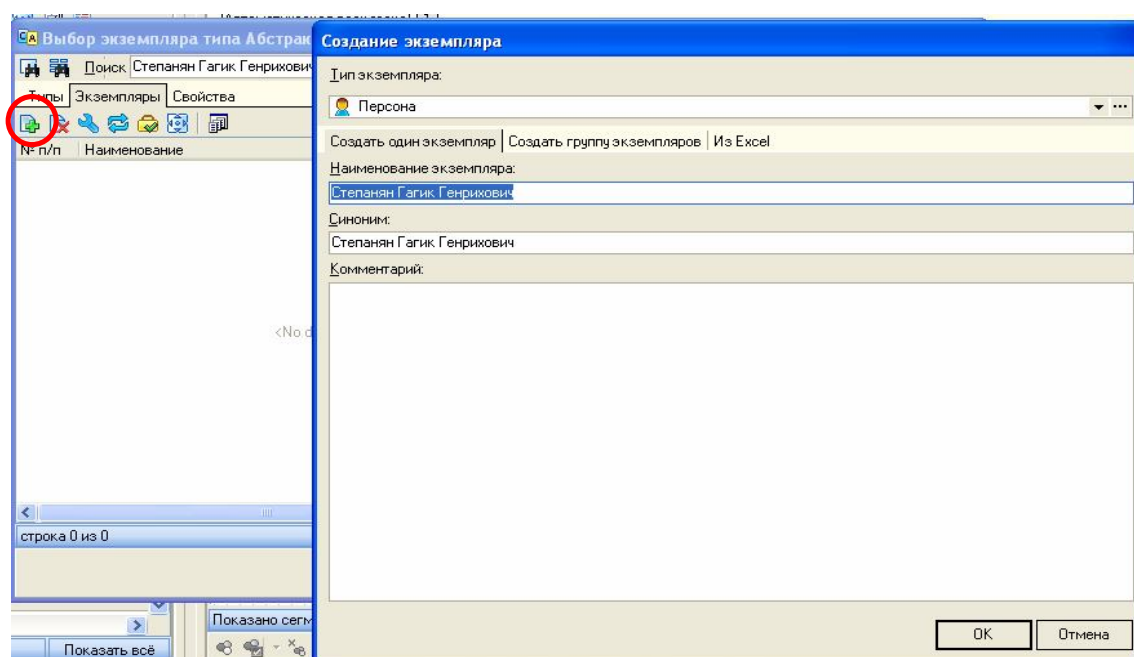 Выбор экземпляра типа Абстрак
Поиск Степанян Гагик Генрихович
Типы Экземпляры Свойства
№ п/п Наименование
<No d
строка 0 из 0
Показать всё
Показано сегм
Создание экземпляра
Тип экземпляра:
Персона
Создать один экземпляр Создать группу экземпляров Из Excel
Наименование экземпляра:
Степанян Гагик Генрихович
Синоним:
Степанян Гагик Генрихович
Комментарий:
OK Отмена